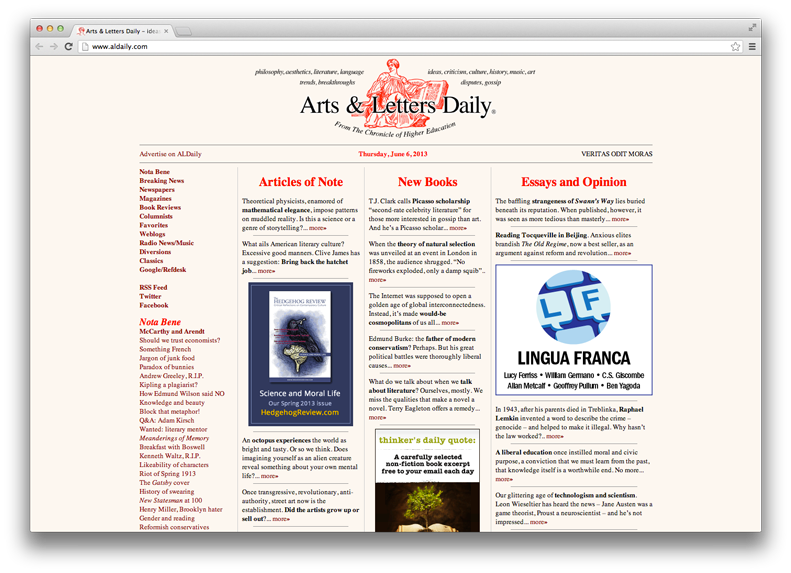 Arts & Letters Daily – idea
www.aldaily.com
philosophy, aesthetics, literature, language
trends, breakthroughs
ideas, criticism, culture, history, music, art
disputes, gossip
Arts & Letters Daily®
From The Chronicle of Higher Education
Advertise on ALDaily
Thursday, June 6, 2013
VERITAS ODIT MORAS
Nota Bene
Breaking News
Newspapers
Magazines
Book Reviews
Columnists
Favorites
Weblogs
Radio News/Music
Diversions
Classics
Google/Refdesk
RSS Feed
Twitter
Facebook
Nota Bene
McCarthy and Arendt
Should we trust economists?
Something French
Jargon of junk food
Paradox of bunnies
Andrew Greeley, R.I.P.
Kipling a plagiarist?
How Edmund Wilson said NO
Knowledge and beauty
Block that metaphor!
Q&A: Adam Kirsch
Wanted: literary mentor
Meanderings of Memory
Breakfast with Boswell
Kenneth Waltz, R.I.P.
Likeability of characters
Riot of Spring 1913
The Gatsby cover
History of swearing
New Statesman at 100
Henry Miller, Brooklyn hater
Gender and reading
Reformish conservatives
Articles of Note
Theoretical physicists, enamored of
mathematical elegance, impose patterns
on muddled reality. Is this a science or a
genre of storytelling?... more»
What ails American literary culture?
Excessive good manners. Clive James has
a suggestion: Bring back the hatchet
job... more»
THE
HEDGEHOG REVIEW
Science and Moral Life
Our Spring 2013 issue
HedgehogReview.com
An octopus experiences the world as
bright and tasty. Or so we think. Does
imagining yourself as an alien creature
reveal something about your own mental
life?... more»
Once transgressive, revolutionary, anti-
authority, street art now is the
establishment. Did the artists grow up or
sell out?... more»
New Books
T.J. Clark calls Picasso scholarship
“second-rate celebrity literature” for
those more interested in gossip than art.
And he’s a Picasso scholar... more»
When the theory of natural selection
was unveiled at an event in London in
1858, the audience shrugged. “No
fireworks exploded, only a damp squib”..
more»
The Internet was supposed to open a
golden age of global interconnectedness.
Instead, it’s made would-be
cosmopolitans of us all... more»
Edmund Burke: the father of modern
conservatism? Perhaps. But his great
political battles were thoroughly liberal
causes... more»
What do we talk about when we talk
about literature? Ourselves, mostly. We
miss the qualities that make a novel a
novel. Terry Eagleton offers a remedy...
more»
thinker's daily quote:
A carefully selected
non-fiction book excerpt
free to your email each day
Essays and Opinion
The baffling strangeness of Swann’s Way lies buried
beneath its reputation. When published, however, it
was seen as more tedious than masterly... more»
Reading Tocqueville in Beijing. Anxious elites
brandish The Old Regime, now a best seller, as an
argument against reform and revolution... more»
LF
LINGUA FRANCA
Lucy Ferriss • William Germano • C.S. Giscombe
Allan Metcalf • Geoffrey Pullum • Ben Yagoda
In 1943, after his parents died in Treblinka, Raphael
Lemkin invented a word to describe the crime –
genocide – and helped to make it illegal. Why hasn’t
the law worked?.. more»
A liberal education once instilled moral and civic
purpose, a conviction that we must learn from the past,
that knowledge itself is a worthwhile end. No more...
more»
Our glittering age of technologism and scientism.
Leon Wieseltier has heard the news – Jane Austen was a
game theorist, Proust a neuroscientist – and he’s not
impressed... more»